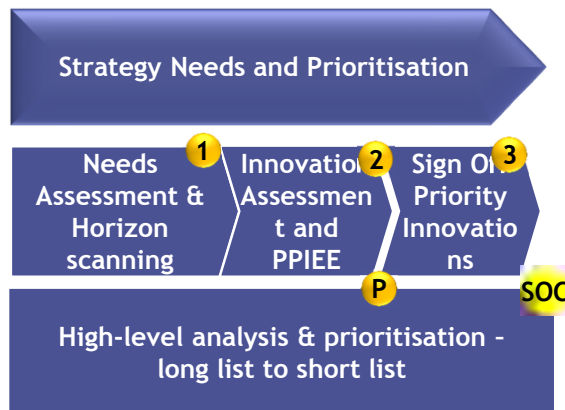 Strategy Needs and Prioritisation
1
2
3
Needs
Assessment &
Horizon
scanning
Innovation
Assessmen
t and
PPIEE
Sign Off
Priority
Innovatio
ns
P
SOC
High-level analysis & prioritisation –
long list to short list